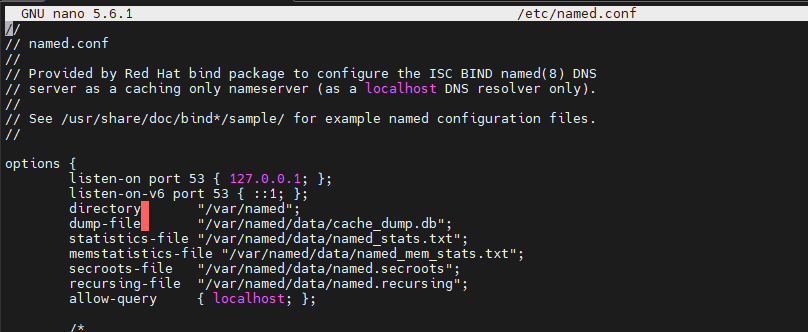 GNU nano 5.6.1 /etc/named.conf
//
// named.conf
//
// Provided by Red Hat bind package to configure the ISC BIND named(8) DNS
// server as a caching only nameserver (as a localhost DNS resolver only).
//
// See /usr/share/doc/bind*/sample/ for example named configuration files.
//
options {
listen-on port 53 { 127.0.0.1; };
listen-on-v6 port 53 { ::1; };
directory "/var/named";
dump-file "/var/named/data/cache_dump.db";
statistics-file "/var/named/data/named_stats.txt";
memstatistics-file "/var/named/data/named_mem_stats.txt";
secroots-file "/var/named/data/named.secroots";
recursing-file "/var/named/data/named.recursing";
allow-query { localhost; };
/*